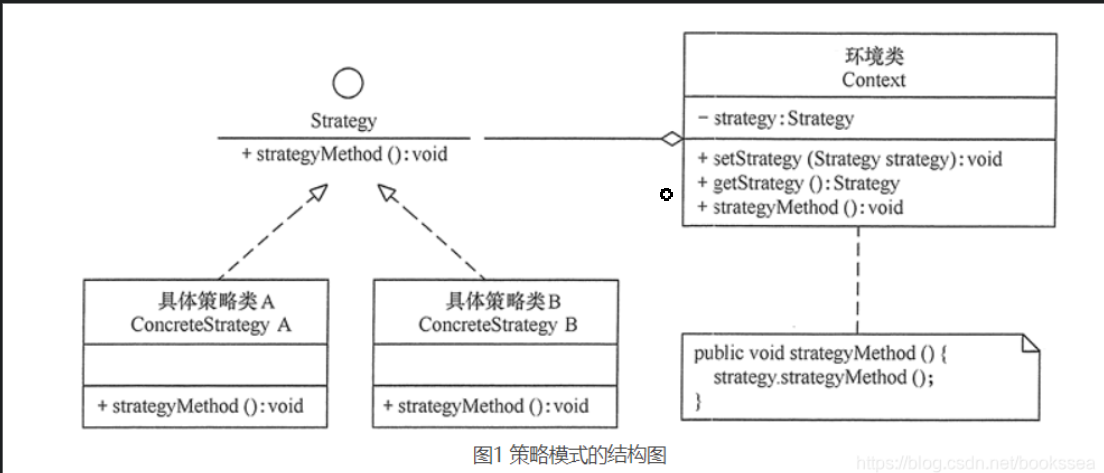 Strategy
+ strategyMethod ( ) : void
环境类
Context
- strategy : Strategy
+ setStrategy (Strategy strategy) : void
+ getStrategy ( ) : Strategy
+ strategyMethod ( ) : void
具体策略类A
ConcreteStrategy A
+ strategyMethod ( ) : void
具体策略类B
ConcreteStrategy B
+ strategyMethod ( ) : void
public void strategyMethod ( ) {
strategy.strategyMethod ( );
}
图1 策略模式的结构图
https://blog.csdn.net/bookssea